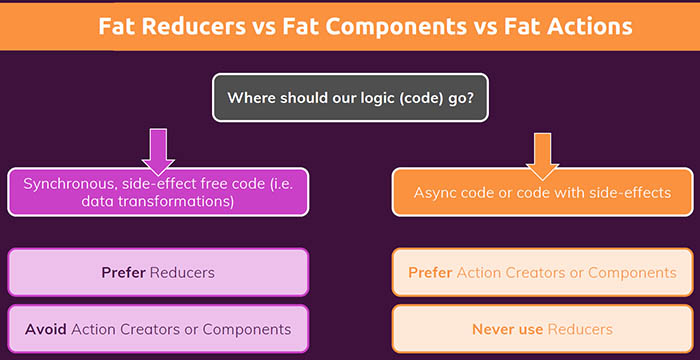 Fat Reducers vs Fat Components vs Fat Actions
Where should our logic (code) go?
Synchronous, side-effect free code (i.e.
data transformations)
Async code or code with side-effects
Prefer Reducers
Prefer Action Creators or Components
Avoid Action Creators or Components
Never use Reducers